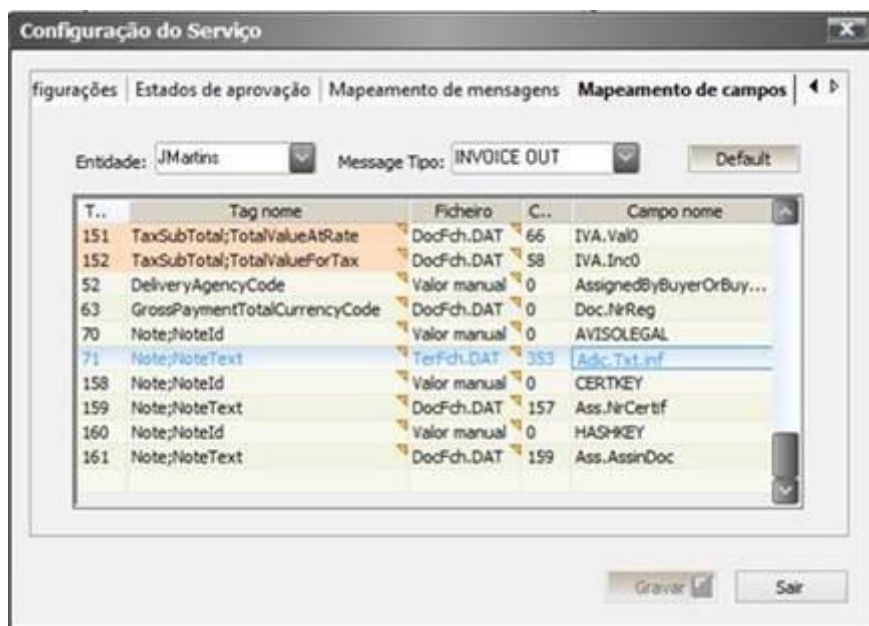 Configuração do Serviço
figurações Estados de aprovação Mapeamento de mensagens Mapeamento de campos
Entidade: JMartins Message Tipo: INVOICE OUT Default
T.. Tag nome Ficheiro C.. Campo nome
151 TaxSubTotal;TotalValueAtRate DocFch.DAT 66 IVA.Val0
152 TaxSubTotal;TotalValueForTax DocFch.DAT 58 IVA.Inc0
52 DeliveryAgencyCode Valor manual 0 AssignedByBuyerOrBuy...
63 GrossPaymentTotalCurrencyCode DocFch.DAT 0 Doc.NrReg
70 Note;NoteId Valor manual 0 AVISOLEGAL
71 Note;NoteText TerFch.DAT 353 Adic.Txt.inf
158 Note;NoteId Valor manual 0 CERTKEY
159 Note;NoteText DocFch.DAT 157 Ass.NrCertif
160 Note;NoteId Valor manual 0 HASHKEY
161 Note;NoteText DocFch.DAT 159 Ass.AssinDoc
Gravar Sair